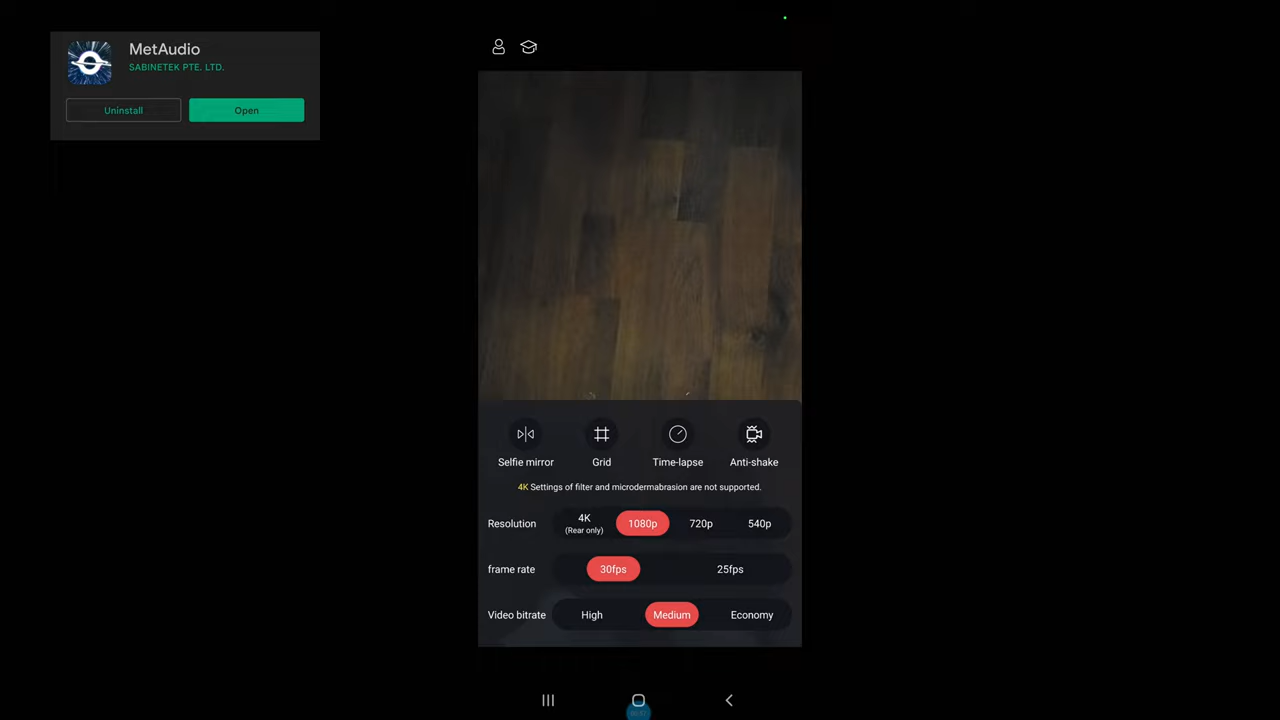 MetAudio
SABINETEK PTE. LTD.
Uninstall
Open
Selfie mirror
Grid
Time-lapse
Anti-shake
4K Settings of filter and microdermabrasion are not supported.
Resolution
4K
(Rear only)
1080p
720p
540p
frame rate
30fps
25fps
Video bitrate
High
Medium
Economy